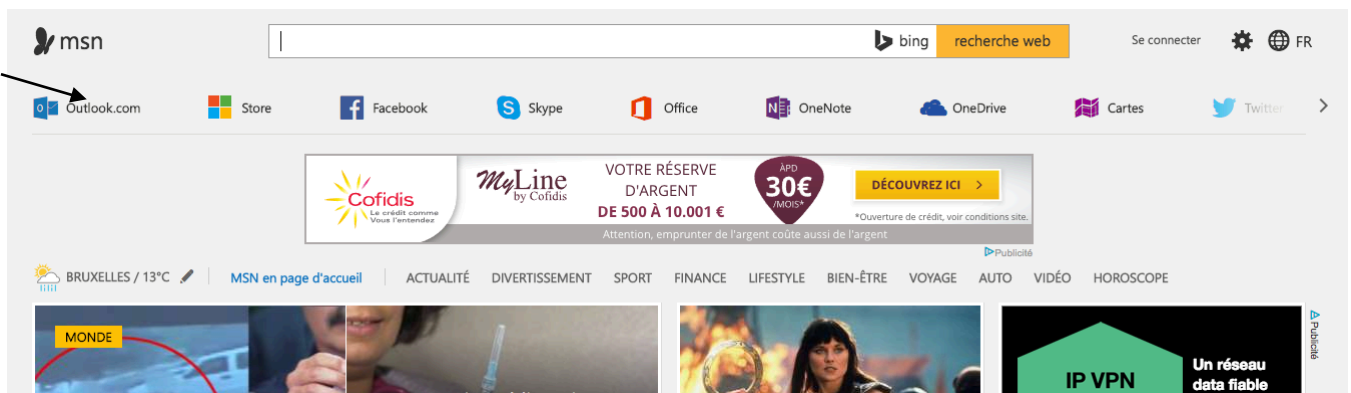 msn
bing
recherche web
Se connecter
FR
Outlook.com
Store
Facebook
Skype
Office
OneNote
OneDrive
Cartes
Twitter
Cofidis
Le crédit comme
Vous l'entendez
MyLine
by Cofidis
VOTRE RÉSERVE
D'ARGENT
DE 500 À 10.001 €
ÀPD
30€
/MOIS*
DÉCOUVREZ ICI >
*Ouverture de crédit, voir conditions site.
Attention, emprunter de l'argent coûte aussi de l'argent
Publicité
BRUXELLES / 13°C
MSN en page d'accueil
ACTUALITÉ
DIVERTISSEMENT
SPORT
FINANCE
LIFESTYLE
BIEN-ÊTRE
VOYAGE
AUTO
VIDÉO
HOROSCOPE
MONDE
IP VPN
Un réseau
data fiable
Publicité